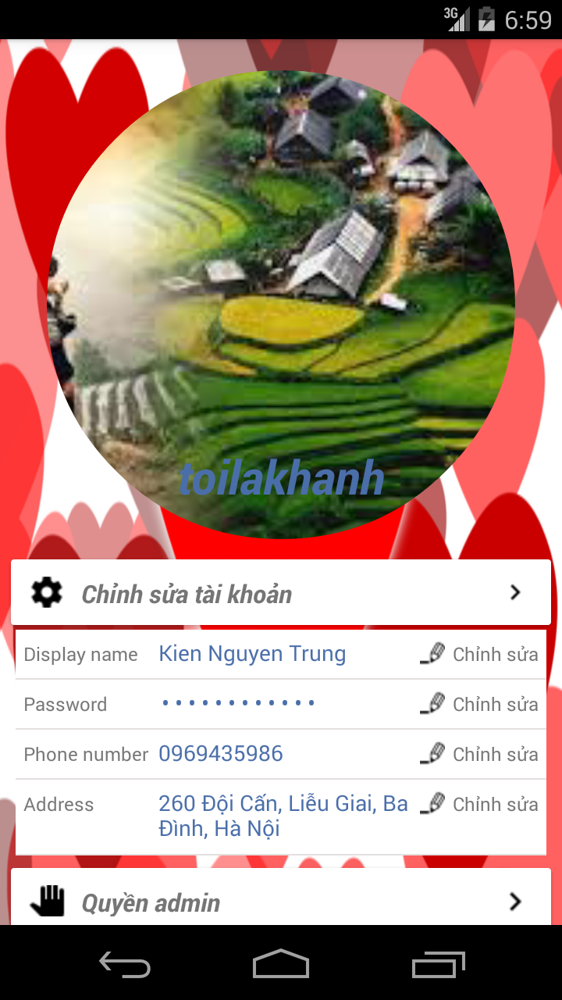 3G 6:59
toilakhanh
Chỉnh sửa tài khoản
Display name Kien Nguyen Trung Chỉnh sửa
Password •••••••••••• Chỉnh sửa
Phone number 0969435986 Chỉnh sửa
Address 260 Đội Cấn, Liễu Giai, Ba Chỉnh sửa
Đình, Hà Nội
Quyền admin